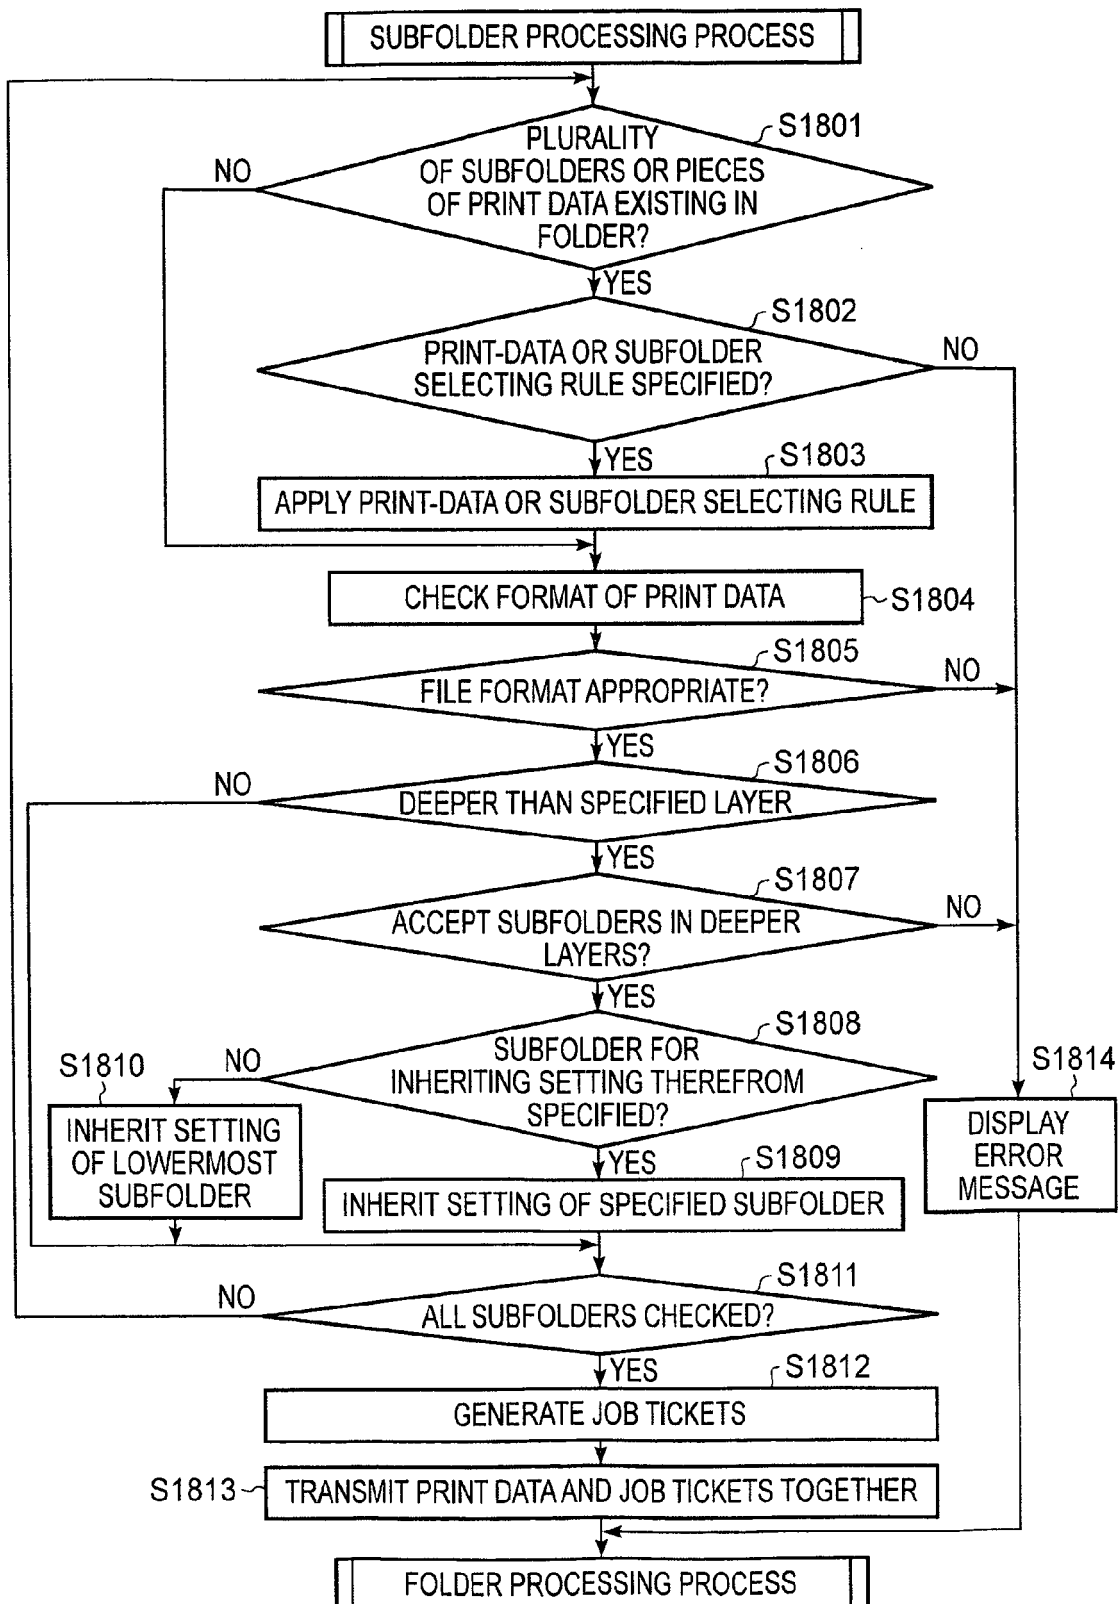 SUBFOLDER PROCESSING PROCESS
S1801
PLURALITY
OF SUBFOLDERS OR PIECES
OF PRINT DATA EXISTING IN
FOLDER?
NO
YES
S1802
PRINT-DATA OR SUBFOLDER
SELECTING RULE SPECIFIED?
NO
YES
S1803
APPLY PRINT-DATA OR SUBFOLDER SELECTING RULE
CHECK FORMAT OF PRINT DATA
S1804
S1805
FILE FORMAT APPROPRIATE?
NO
YES
S1806
NO
DEEPER THAN SPECIFIED LAYER
YES
S1807
ACCEPT SUBFOLDERS IN DEEPER
LAYERS?
NO
YES
S1808
SUBFOLDER FOR
INHERITING SETTING THEREFROM
SPECIFIED?
NO
S1810
INHERIT SETTING
OF LOWERMOST
SUBFOLDER
YES
S1809
INHERIT SETTING OF SPECIFIED SUBFOLDER
S1814
DISPLAY
ERROR
MESSAGE
S1811
NO
ALL SUBFOLDERS CHECKED?
YES
S1812
GENERATE JOB TICKETS
S1813
TRANSMIT PRINT DATA AND JOB TICKETS TOGETHER
FOLDER PROCESSING PROCESS